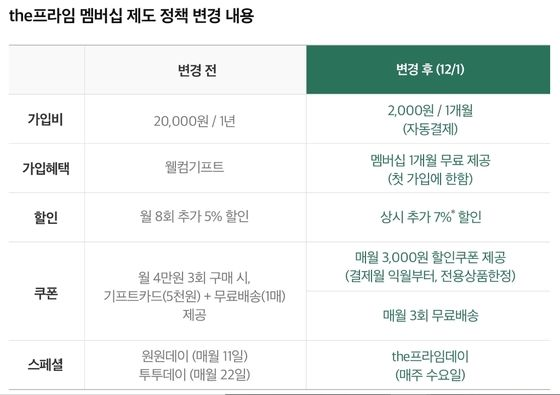 the프라임 멤버십 제도 정책 변경 내용
변경 전
변경 후 (12/1)
가입비
20,000원 / 1년
2,000원 / 1개월
(자동결제)
가입혜택
웰컴기프트
멤버십 1개월 무료 제공
(첫 가입에 한함)
할인
월 8회 추가 5% 할인
상시 추가 7%* 할인
쿠폰
월 4만원 3회 구매 시,
기프트카드(5천원) + 무료배송(1매)
제공
매월 3,000원 할인쿠폰 제공
(결제월 익월부터, 전용상품한정)
매월 3회 무료배송
스페셜
원원데이 (매월 11일)
투투데이 (매월 22일)
the프라임데이
(매주 수요일)